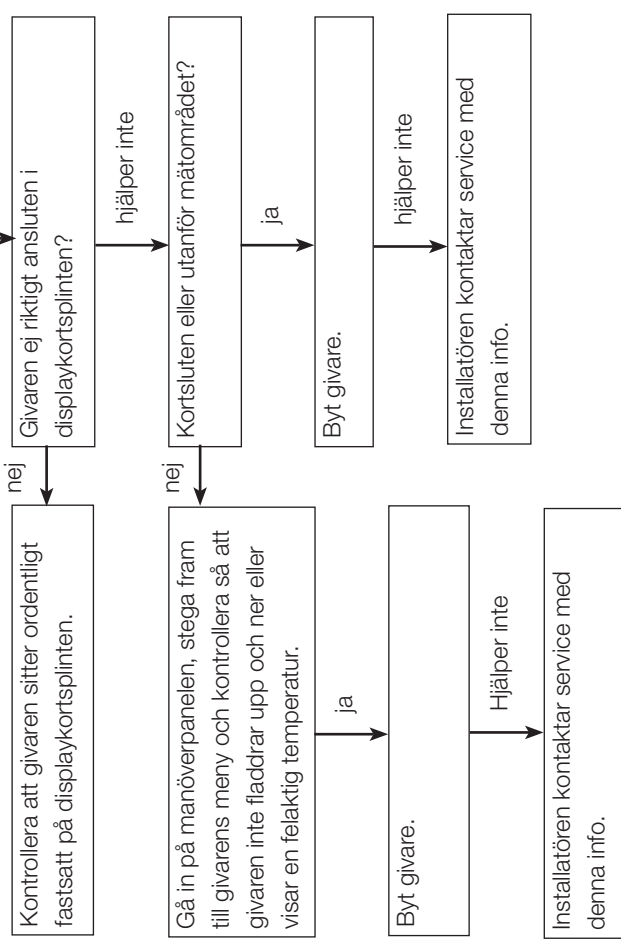 Givaren ej riktigt ansluten i
displaykortsplinten?
nej
Kontrollera att givaren sitter ordentligt
fastsatt på displaykortsplinten.
hjälper inte
Kortsluten eller utanför mätområdet?
nej
Gå in på manöverpanelen, stega fram
till givarens meny och kontrollera så att
givaren inte fladdrar upp och ner eller
visar en felaktig temperatur.
ja
Byt givare.
Hjälper inte
Installatören kontaktar service med
denna info.
ja
Byt givare.
hjälper inte
Installatören kontaktar service med
denna info.